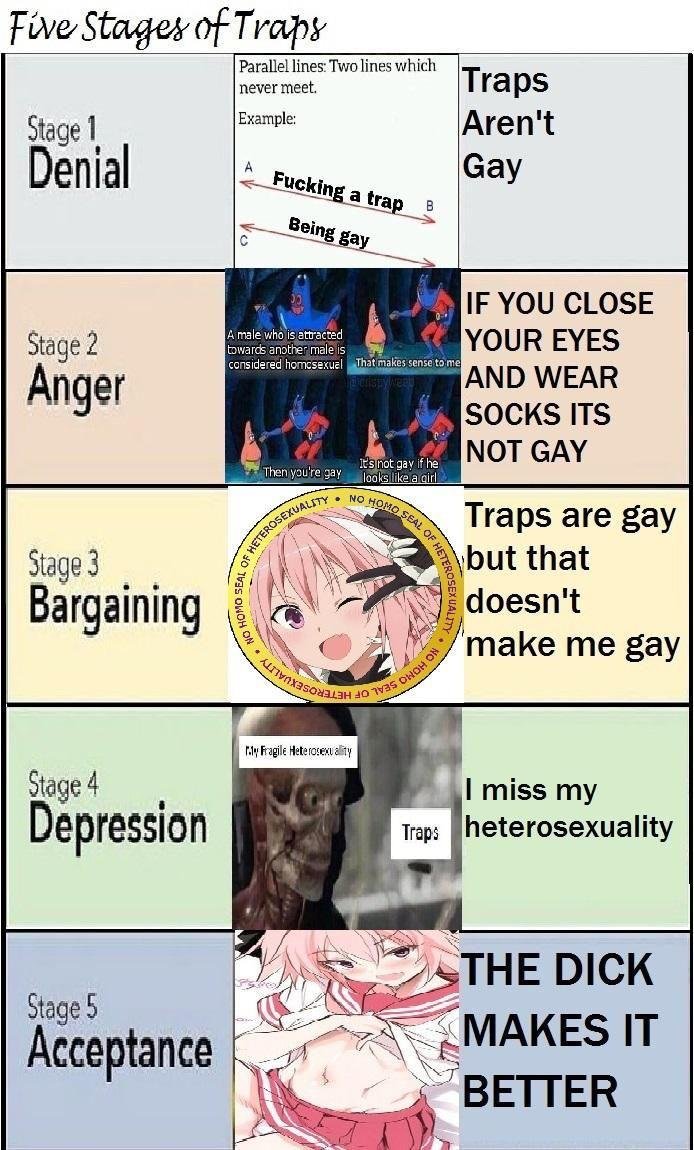 Five Stages of Traps
Stage 1
Denial
Parallel lines: Two lines which
never meet.
Example:
A
Fucking a trap
B
Being gay
C
Traps
Aren't
Gay
Stage 2
Anger
A male who is attracted
towards another male is
considered homosexual
That makes sense to me
Then you're gay
It's not gay if he
looks like a girl
IF YOU CLOSE
YOUR EYES
AND WEAR
SOCKS ITS
NOT GAY
Stage 3
Bargaining
NO HOMO SEAL OF HETEROSEXUALITY • NO HOMO SEAL OF HETEROSEXUALITY • NO HOMO SEAL OF HETEROSEXUALITY •
Traps are gay
but that
doesn't
make me gay
Stage 4
Depression
My Fragile Heterosexuality
Traps
I miss my
heterosexuality
Stage 5
Acceptance
THE DICK
MAKES IT
BETTER